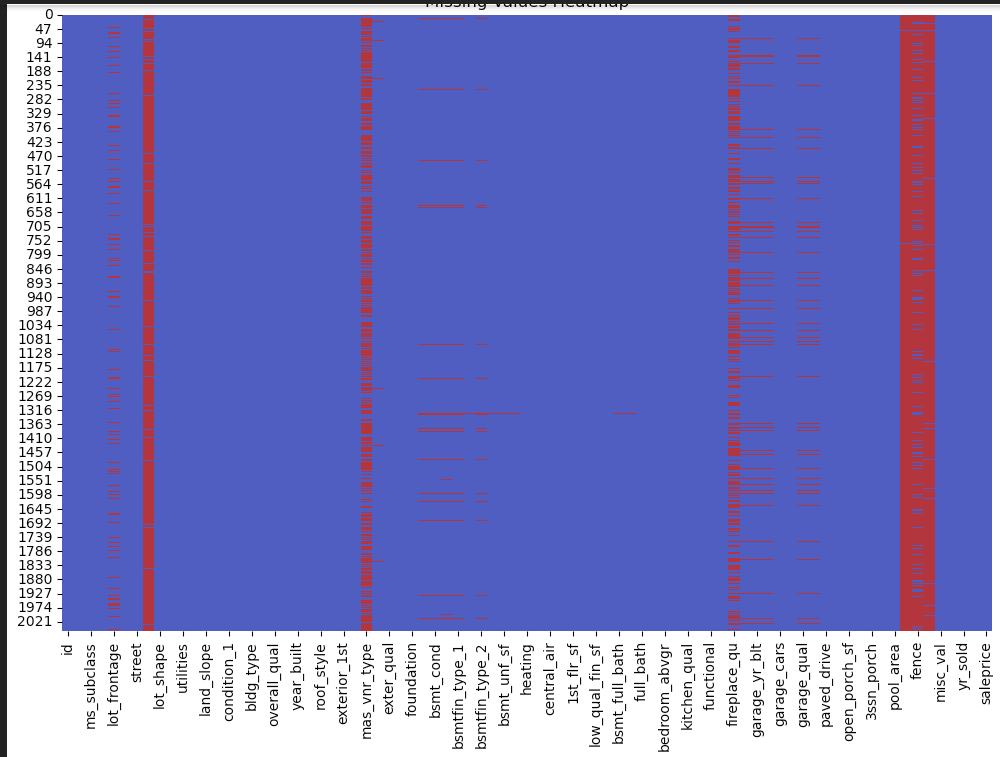 Missing Values Heatmap
0
47
94
141
188
235
282
329
376
423
470
517
564
611
658
705
752
799
846
893
940
987
1034
1081
1128
1175
1222
1269
1316
1363
1410
1457
1504
1551
1598
1645
1692
1739
1786
1833
1880
1927
1974
2021
id
ms_subclass
lot_frontage
street
lot_shape
utilities
land_slope
condition_1
bldg_type
overall_qual
year_built
roof_style
exterior_1st
mas_vnr_type
exter_qual
foundation
bsmt_cond
bsmtfin_type_1
bsmtfin_type_2
bsmt_unf_sf
heating
central_air
1st_flr_sf
low_qual_fin_sf
bsmt_full_bath
full_bath
bedroom_abvgr
kitchen_qual
functional
fireplace_qu
garage_yr_blt
garage_cars
garage_qual
paved_drive
open_porch_sf
3ssn_porch
pool_area
fence
misc_val
yr_sold
saleprice